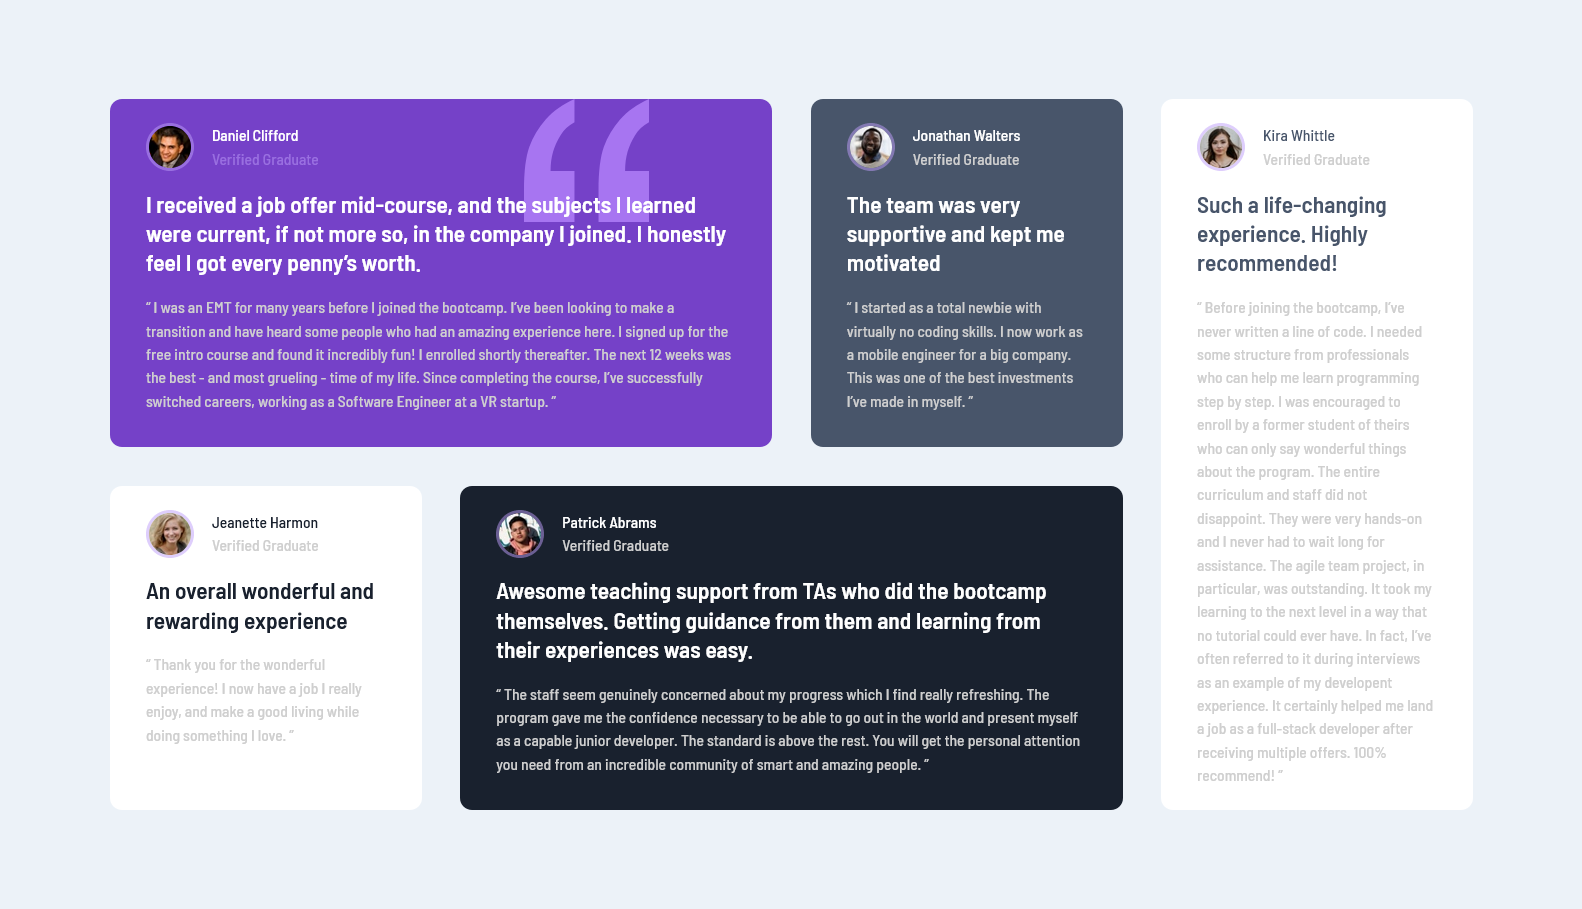 Daniel Clifford
Verified Graduate
I received a job offer mid-course, and the subjects I learned
were current, if not more so, in the company I joined. I honestly
feel I got every penny’s worth.
“ I was an EMT for many years before I joined the bootcamp. I’ve been looking to make a
transition and have heard some people who had an amazing experience here. I signed up for the
free intro course and found it incredibly fun! I enrolled shortly thereafter. The next 12 weeks was
the best - and most grueling - time of my life. Since completing the course, I’ve successfully
switched careers, working as a Software Engineer at a VR startup. ”
Jonathan Walters
Verified Graduate
The team was very
supportive and kept me
motivated
“ I started as a total newbie with
virtually no coding skills. I now work as
a mobile engineer for a big company.
This was one of the best investments
I’ve made in myself. ”
Kira Whittle
Verified Graduate
Such a life-changing
experience. Highly
recommended!
“ Before joining the bootcamp, I’ve
never written a line of code. I needed
some structure from professionals
who can help me learn programming
step by step. I was encouraged to
enroll by a former student of theirs
who can only say wonderful things
about the program. The entire
curriculum and staff did not
disappoint. They were very hands-on
and I never had to wait long for
assistance. The agile team project, in
particular, was outstanding. It took my
learning to the next level in a way that
no tutorial could ever have. In fact, I’ve
often referred to it during interviews
as an example of my developent
experience. It certainly helped me land
a job as a full-stack developer after
receiving multiple offers. 100%
recommend! ”
Jeanette Harmon
Verified Graduate
An overall wonderful and
rewarding experience
“ Thank you for the wonderful
experience! I now have a job I really
enjoy, and make a good living while
doing something I love. ”
Patrick Abrams
Verified Graduate
Awesome teaching support from TAs who did the bootcamp
themselves. Getting guidance from them and learning from
their experiences was easy.
“ The staff seem genuinely concerned about my progress which I find really refreshing. The
program gave me the confidence necessary to be able to go out in the world and present myself
as a capable junior developer. The standard is above the rest. You will get the personal attention
you need from an incredible community of smart and amazing people. ”